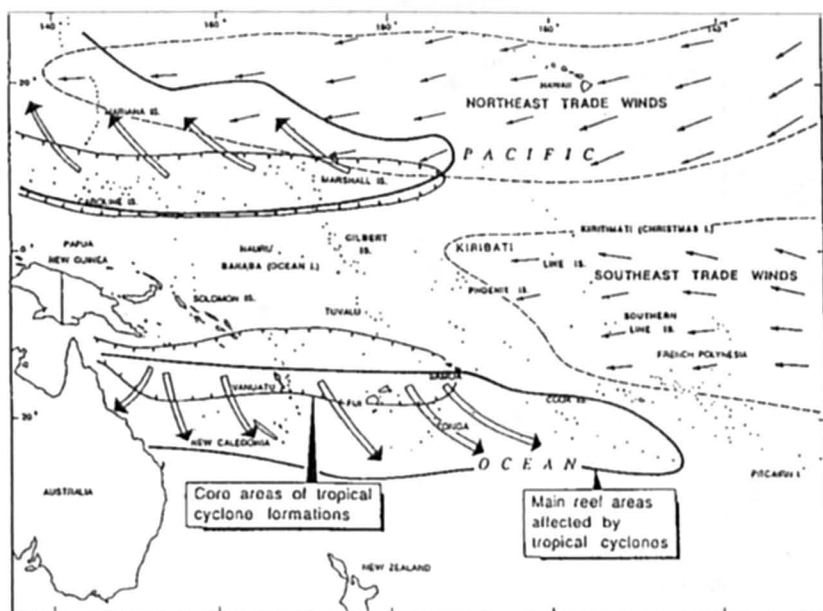 140
160
160
20°
HAWAII
NORTHEAST TRADE WINDS
MARIANA IS.
PACIFIC
MARSHALL IS.
CAROLINE IS.
GILBERT
IS.
KIRITIMATI (CHRISTMAS I.)
PAPUA
NEW GUINEA
0°
NAURU
BANABA (OCEAN I.)
KIRIBATI
LINE IS.
SOUTHEAST TRADE WINDS
PHOENIX IS.
SOLOMON IS.
TUVALU
SOUTHERN
LINE IS.
FRENCH POLYNESIA
SAMOA
VANUATU
FIJI
COOK IS.
20°
TONGA
NEW CALEDONIA
OCEAN
PITCAIRN I.
AUSTRALIA
Core areas of tropical
cyclone formations
Main reef areas
affected by
tropical cyclones
NEW ZEALAND